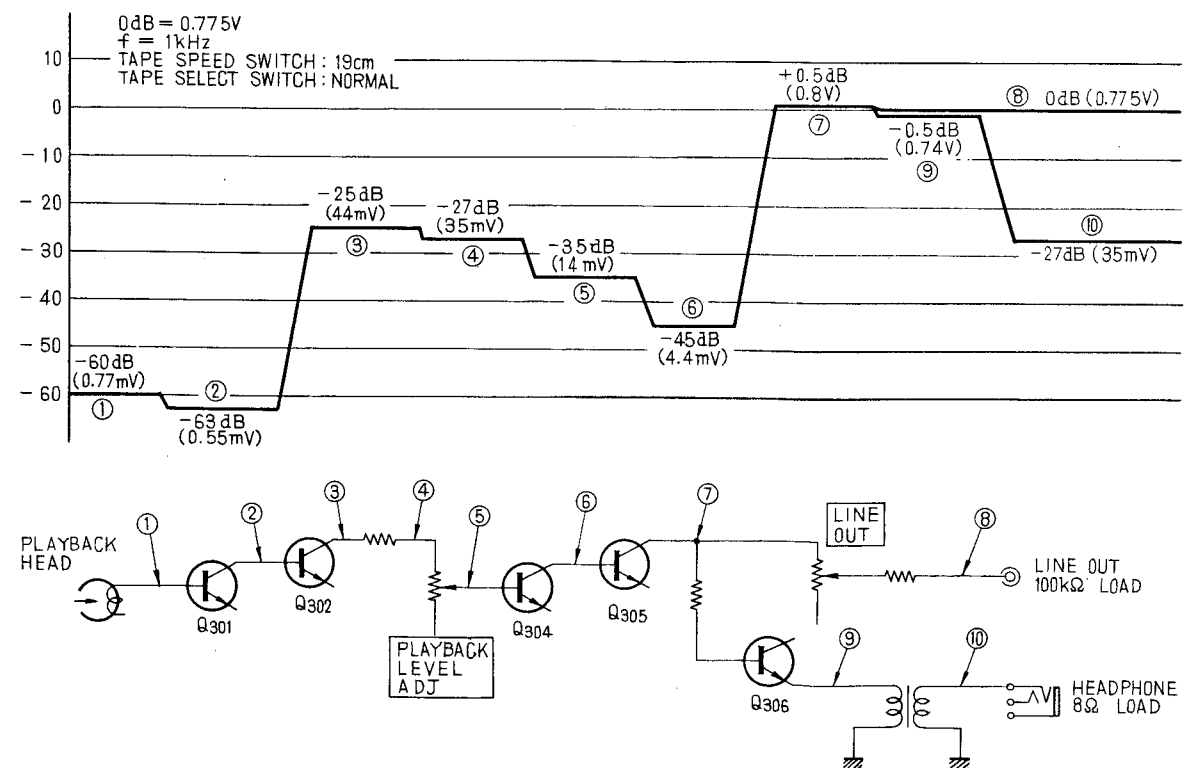 0dB = 0.775V
f = 1kHz
TAPE SPEED SWITCH : 19cm
TAPE SELECT SWITCH : NORMAL
10
0
-10
-20
-30
-40
-50
-60
-60dB
(0.77mV)
①
②
-63dB
(0.55mV)
-25dB
(44mV)
③
-27dB
(35mV)
④
-35dB
(14mV)
⑤
⑥
-45dB
(4.4mV)
+0.5dB
(0.8V)
⑦
⑧ 0dB (0.775V)
-0.5dB
(0.74V)
⑨
⑩
-27dB (35mV)
PLAYBACK
HEAD
①
Q301
②
Q302
③
④
PLAYBACK
LEVEL
ADJ
⑤
Q304
⑥
Q305
⑦
LINE
OUT
⑧
LINE OUT
100kΩ LOAD
Q306
⑨
⑩
HEADPHONE
8Ω LOAD